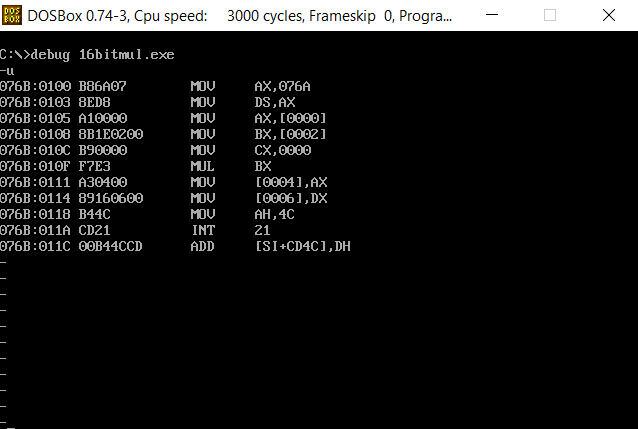 DOS BOX DOSBox 0.74-3, Cpu speed: 3000 cycles, Frameskip 0, Progra...
C:\>debug 16bitmul.exe
-u
076B:0100 B86A07 MOV AX,076A
076B:0103 8ED8 MOV DS,AX
076B:0105 A10000 MOV AX,[0000]
076B:0108 8B1E0200 MOV BX,[0002]
076B:010C B90000 MOV CX,0000
076B:010F F7E3 MUL BX
076B:0111 A30400 MOV [0004],AX
076B:0114 89160600 MOV [0006],DX
076B:0118 B44C MOV AH,4C
076B:011A CD21 INT 21
076B:011C 00B44CCD ADD [SI+CD4C],DH
-
-
-
-
-
-
-
-
-
-
-